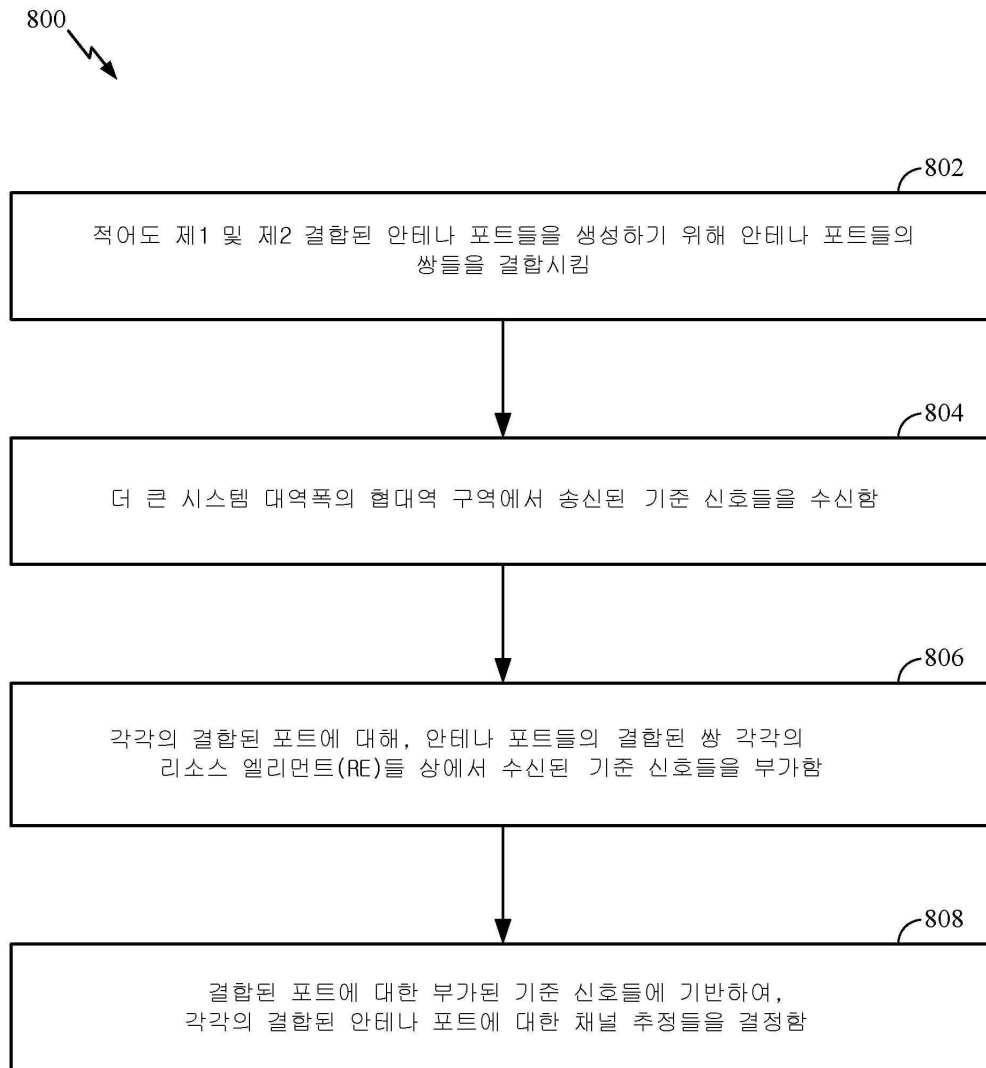 800
802
적어도 제1 및 제2 결합된 안테나 포트들을 생성하기 위해 안테나 포트들의
쌍들을 결합시킴
804
더 큰 시스템 대역폭의 협대역 구역에서 송신된 기준 신호들을 수신함
806
각각의 결합된 포트에 대해, 안테나 포트들의 결합된 쌍 각각의
리소스 엘리먼트(RE)들 상에서 수신된 기준 신호들을 부가함
808
결합된 포트에 대한 부가된 기준 신호들에 기반하여,
각각의 결합된 안테나 포트에 대한 채널 추정들을 결정함